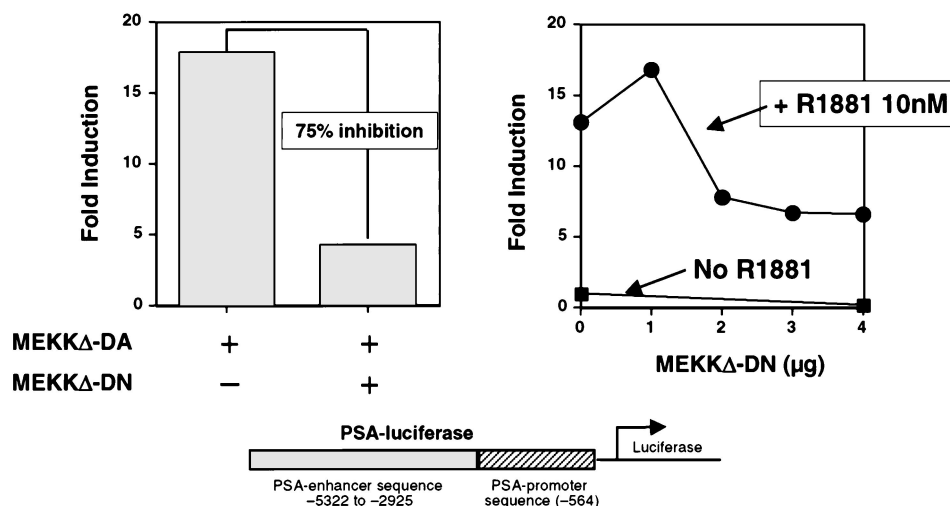 20
15
10
5
0
Fold Induction
75% inhibition
MEKKΔ-DA + +
MEKKΔ-DN – +
20
15
10
5
0
Fold Induction
+ R1881 10nM
No R1881
0 1 2 3 4
MEKKΔ-DN (μg)
PSA-luciferase
Luciferase
PSA-enhancer sequence
–5322 to –2925
PSA-promoter
sequence (–564)